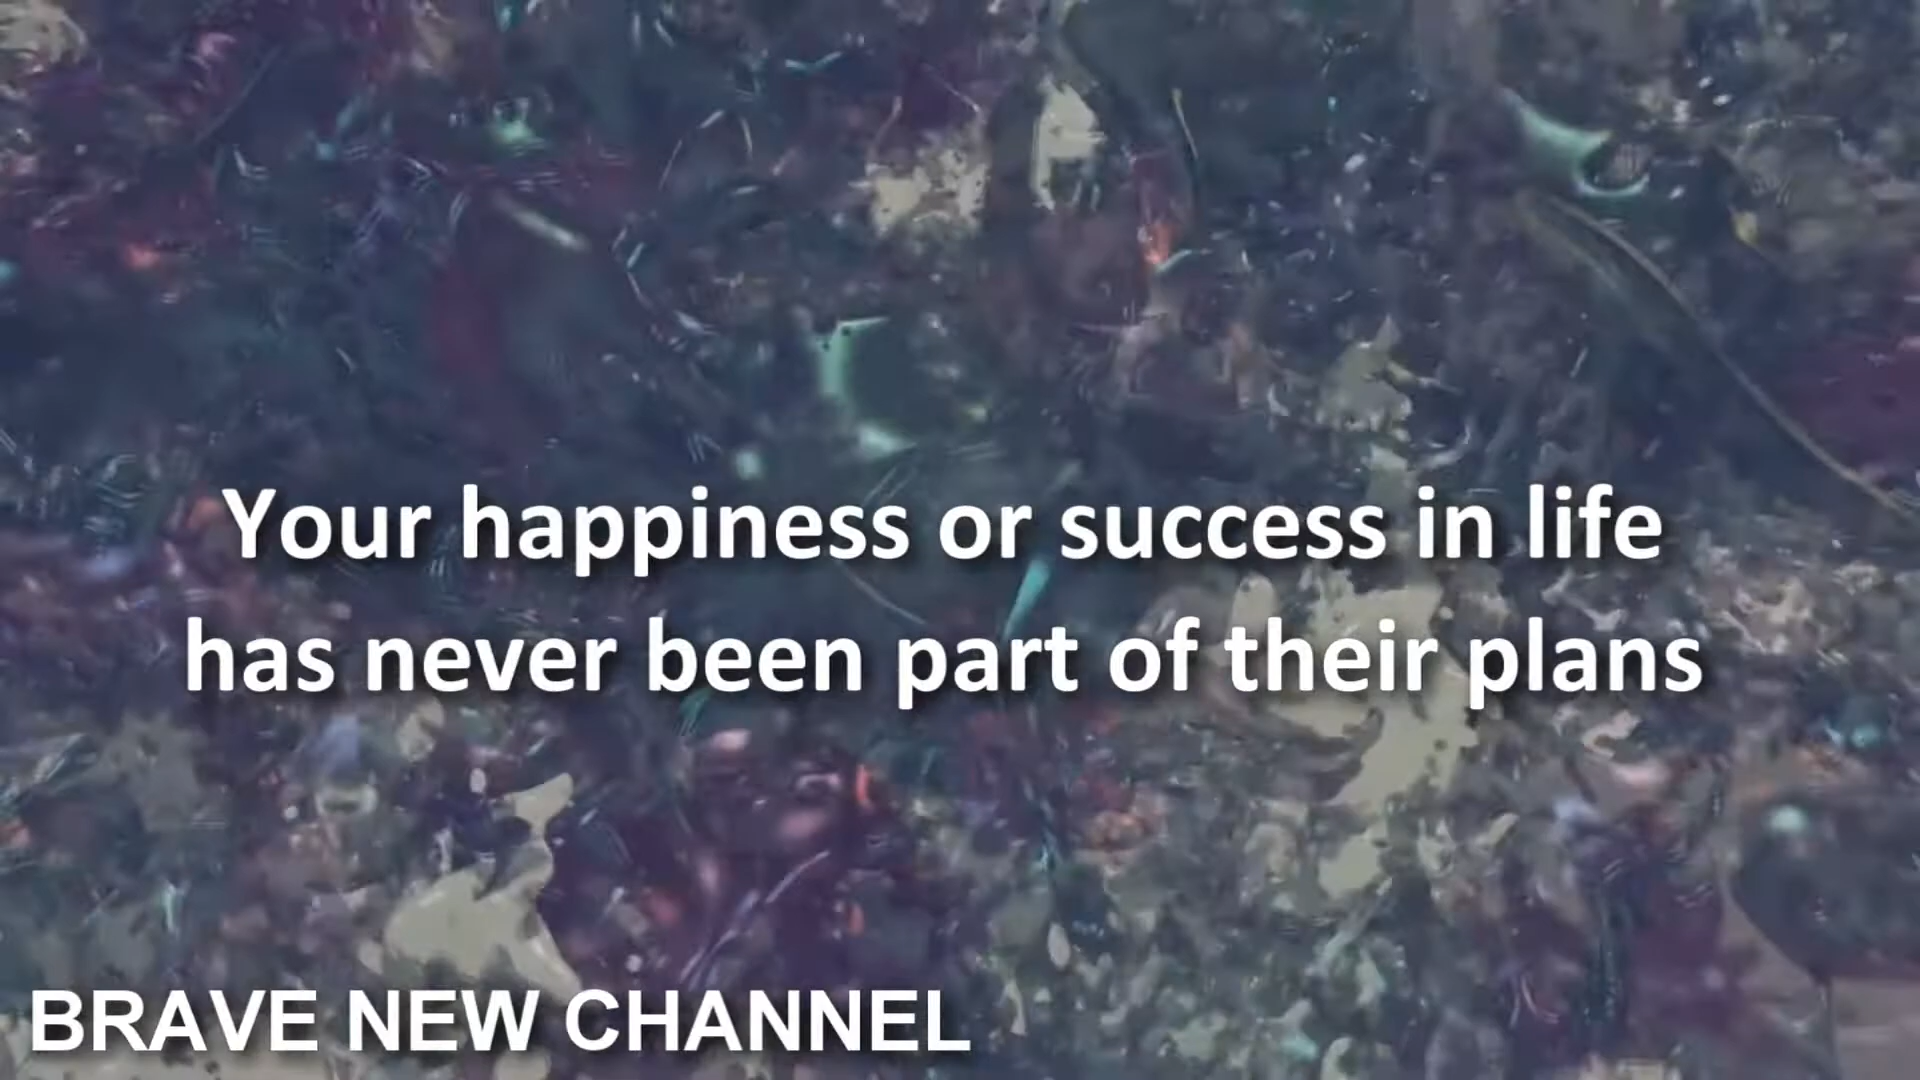 Your happiness or success in life
has never been part of their plans
BRAVE NEW CHANNEL